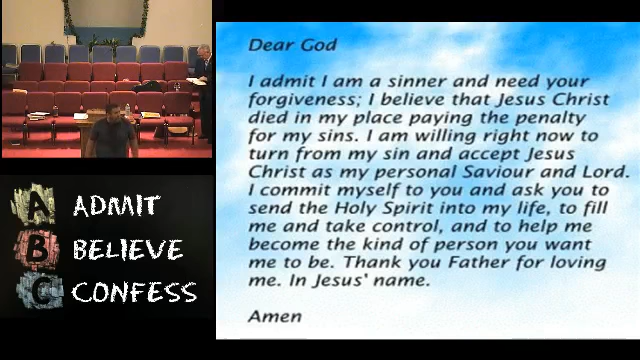 A ADMIT
B BELIEVE
C CONFESS
Dear God
I admit I am a sinner and need your
forgiveness; I believe that Jesus Christ
died in my place paying the penalty
for my sins. I am willing right now to
turn from my sin and accept Jesus
Christ as my personal Saviour and Lord.
I commit myself to you and ask you to
send the Holy Spirit into my life, to fill
me and take control, and to help me
become the kind of person you want
me to be. Thank you Father for loving
me. In Jesus' name.
Amen